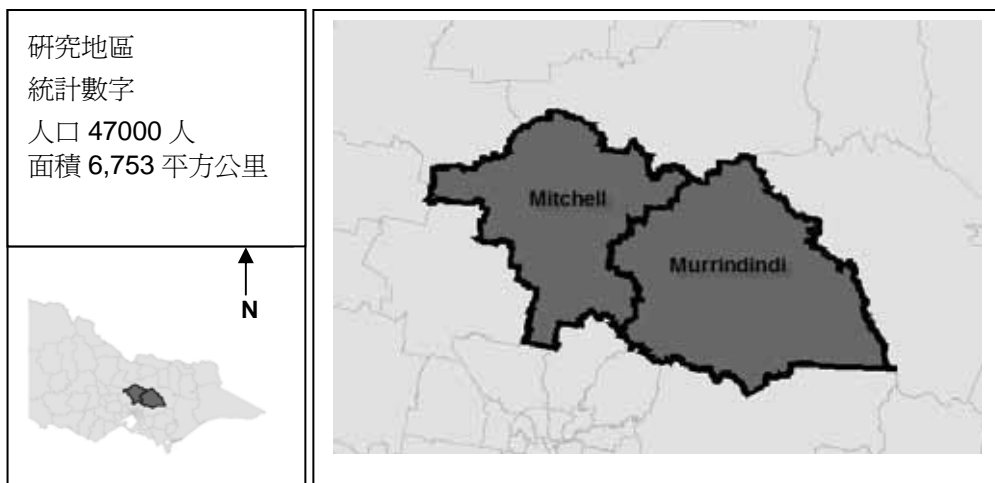 研究地區
統計數字
人口 47000 人
面積 6,753 平方公里
N
Mitchell
Murrindindi